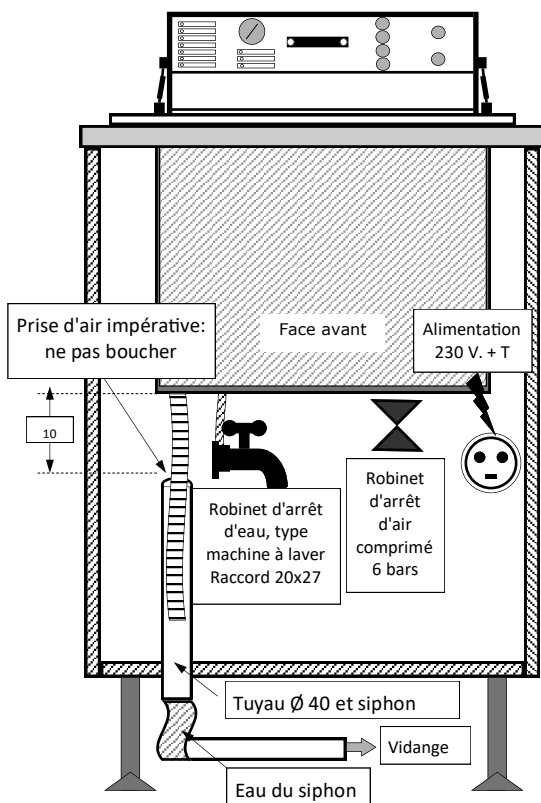 Prise d'air impérative:
ne pas boucher
Face avant
Alimentation
230 V. + T
10
Robinet d'arrêt
d'eau, type
machine à laver
Raccord 20x27
Robinet
d'arrêt
d'air
comprimé
6 bars
Tuyau Ø 40 et siphon
Vidange
Eau du siphon